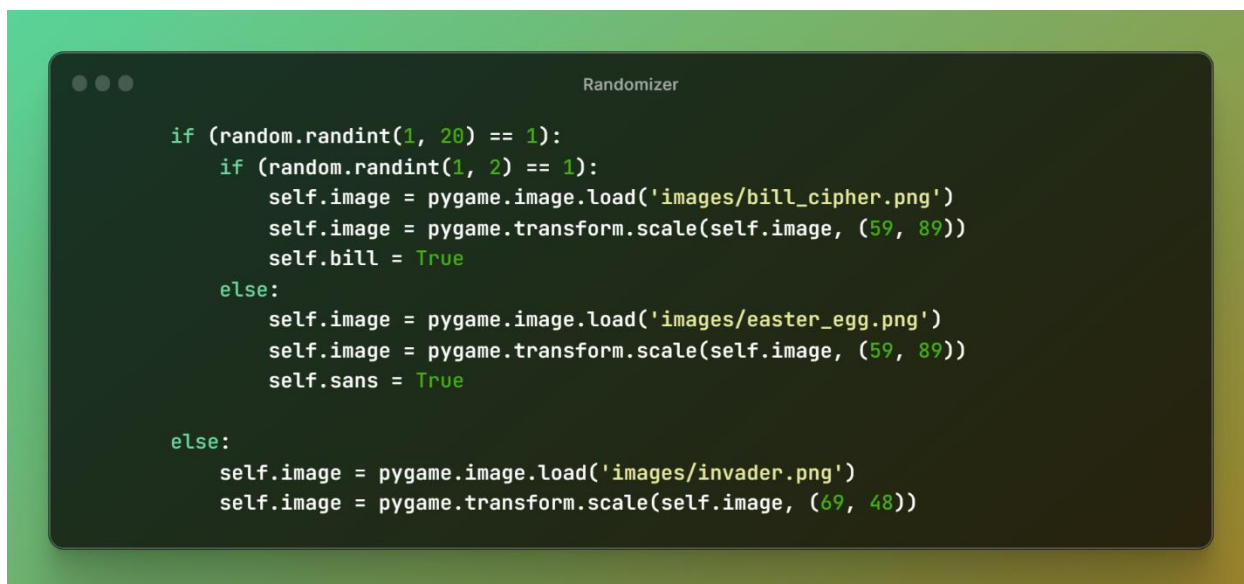 Randomizer
if (random.randint(1, 20) == 1):
    if (random.randint(1, 2) == 1):
        self.image = pygame.image.load('images/bill_cipher.png')
        self.image = pygame.transform.scale(self.image, (59, 89))
        self.bill = True
    else:
        self.image = pygame.image.load('images/easter_egg.png')
        self.image = pygame.transform.scale(self.image, (59, 89))
        self.sans = True
else:
    self.image = pygame.image.load('images/invader.png')
    self.image = pygame.transform.scale(self.image, (69, 48))